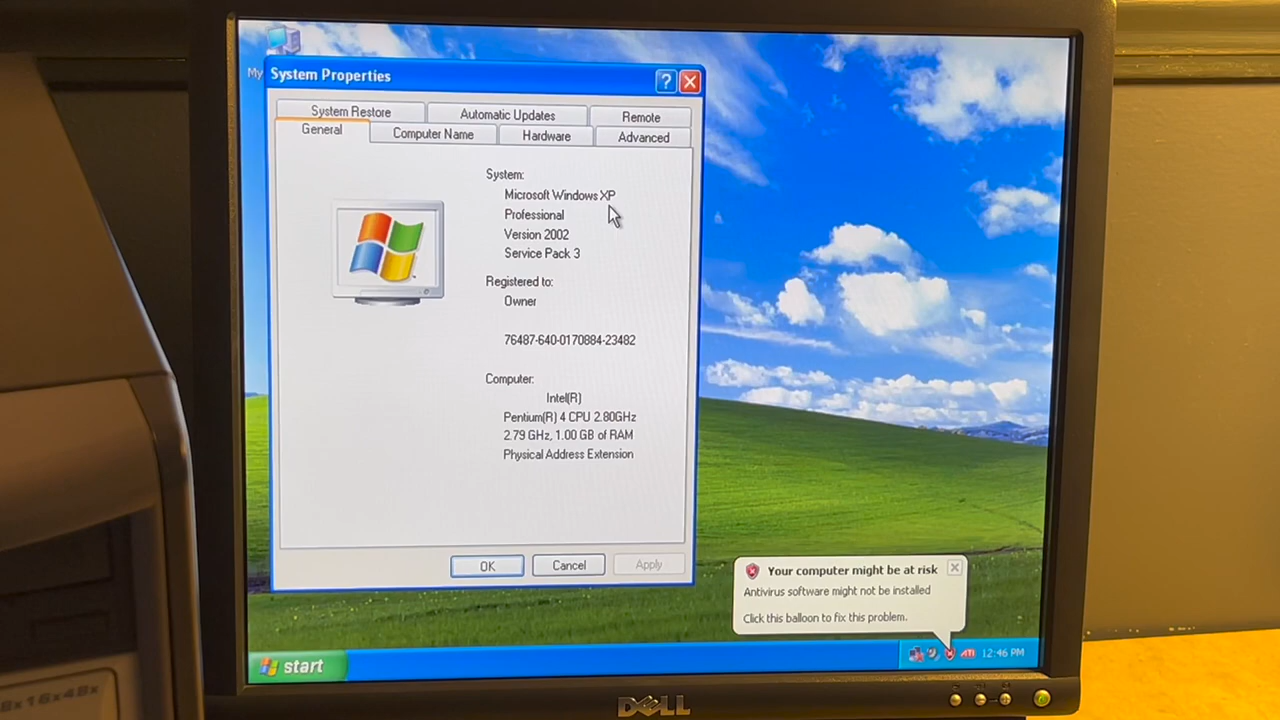 My
System Properties
?
System Restore
Automatic Updates
Remote
General
Computer Name
Hardware
Advanced
System:
Microsoft Windows XP
Professional
Version 2002
Service Pack 3
Registered to:
Owner
76487-640-0170884-23482
Computer:
Intel(R)
Pentium(R) 4 CPU 2.80GHz
2.79 GHz, 1.00 GB of RAM
Physical Address Extension
OK
Cancel
Apply
Your computer might be at risk
Antivirus software might not be installed
Click this balloon to fix this problem.
start
ATI
12:46 PM
DELL
x16x48x